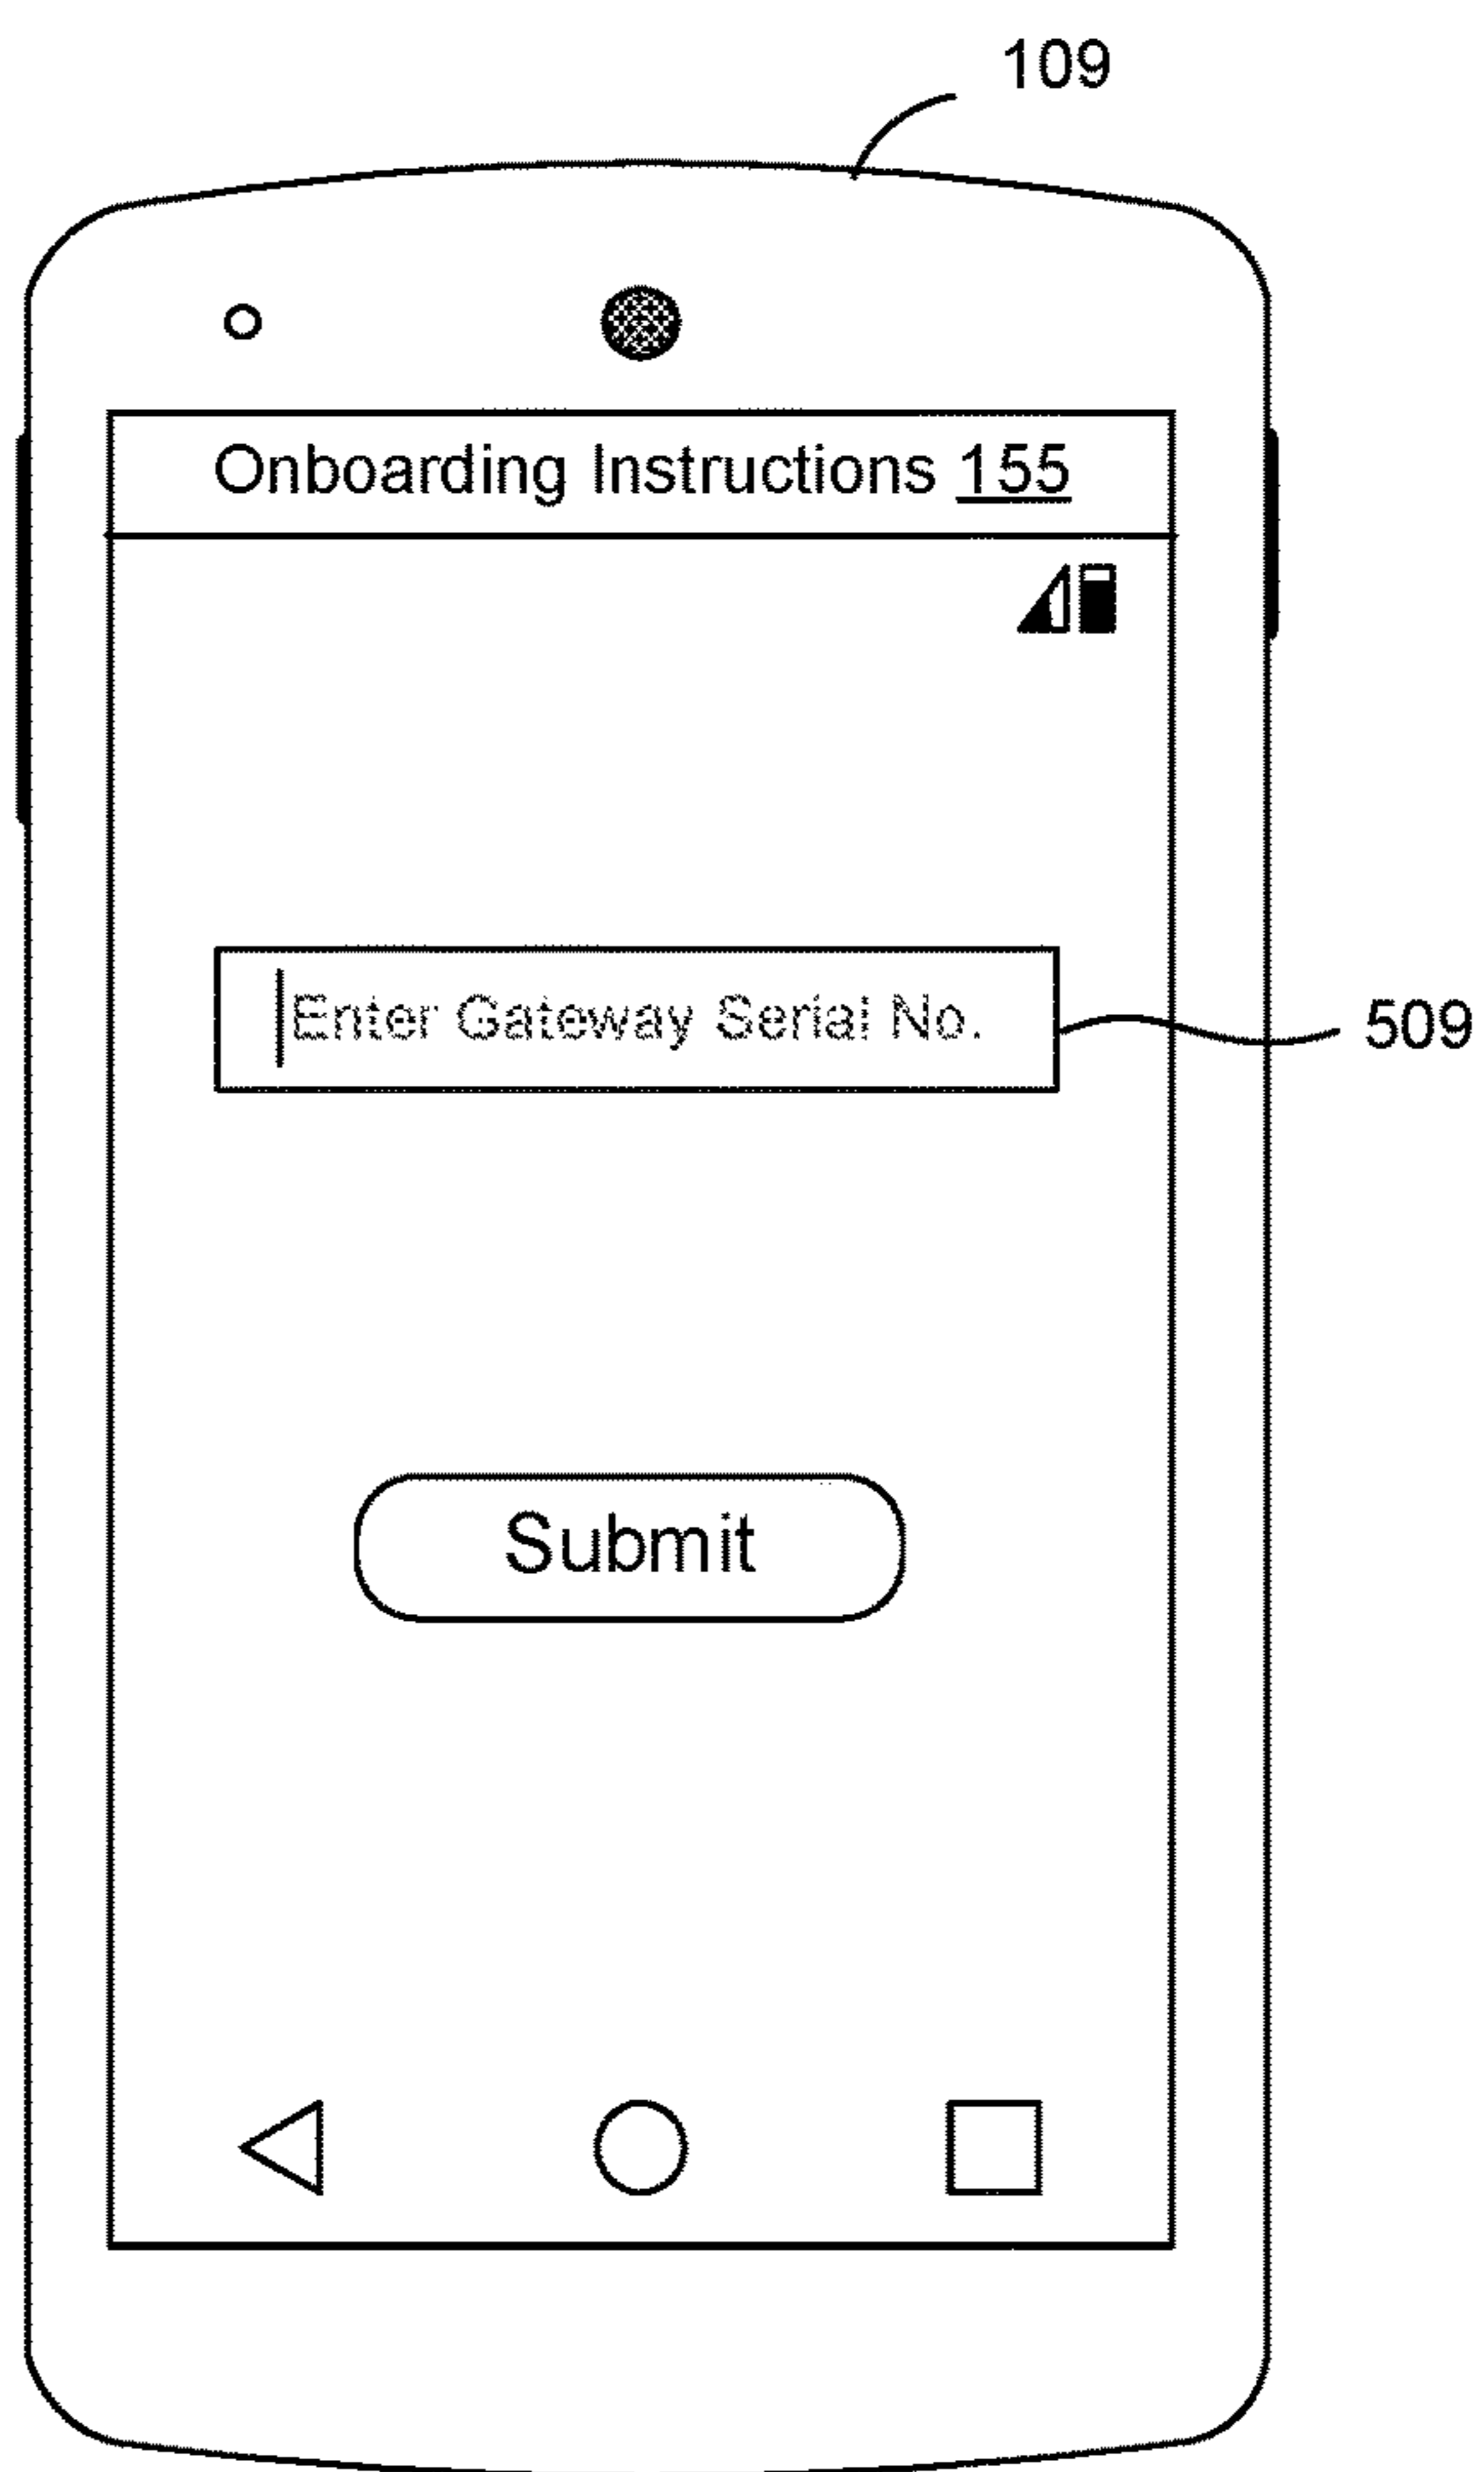 109
Onboarding Instructions 155
Enter Gateway Serial No.
509
Submit